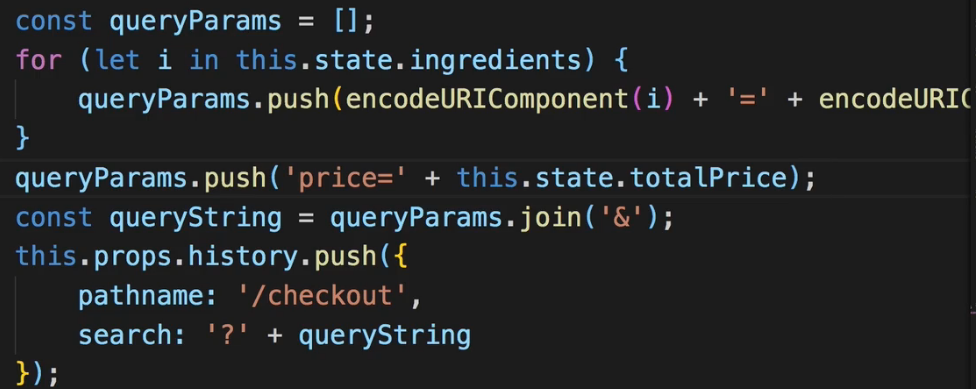 const queryParams = [];
for (let i in this.state.ingredients) {
    queryParams.push(encodeURIComponent(i) + '=' + encodeURIC
}
queryParams.push('price=' + this.state.totalPrice);
const queryString = queryParams.join('&');
this.props.history.push({
    pathname: '/checkout',
    search: '?' + queryString
});